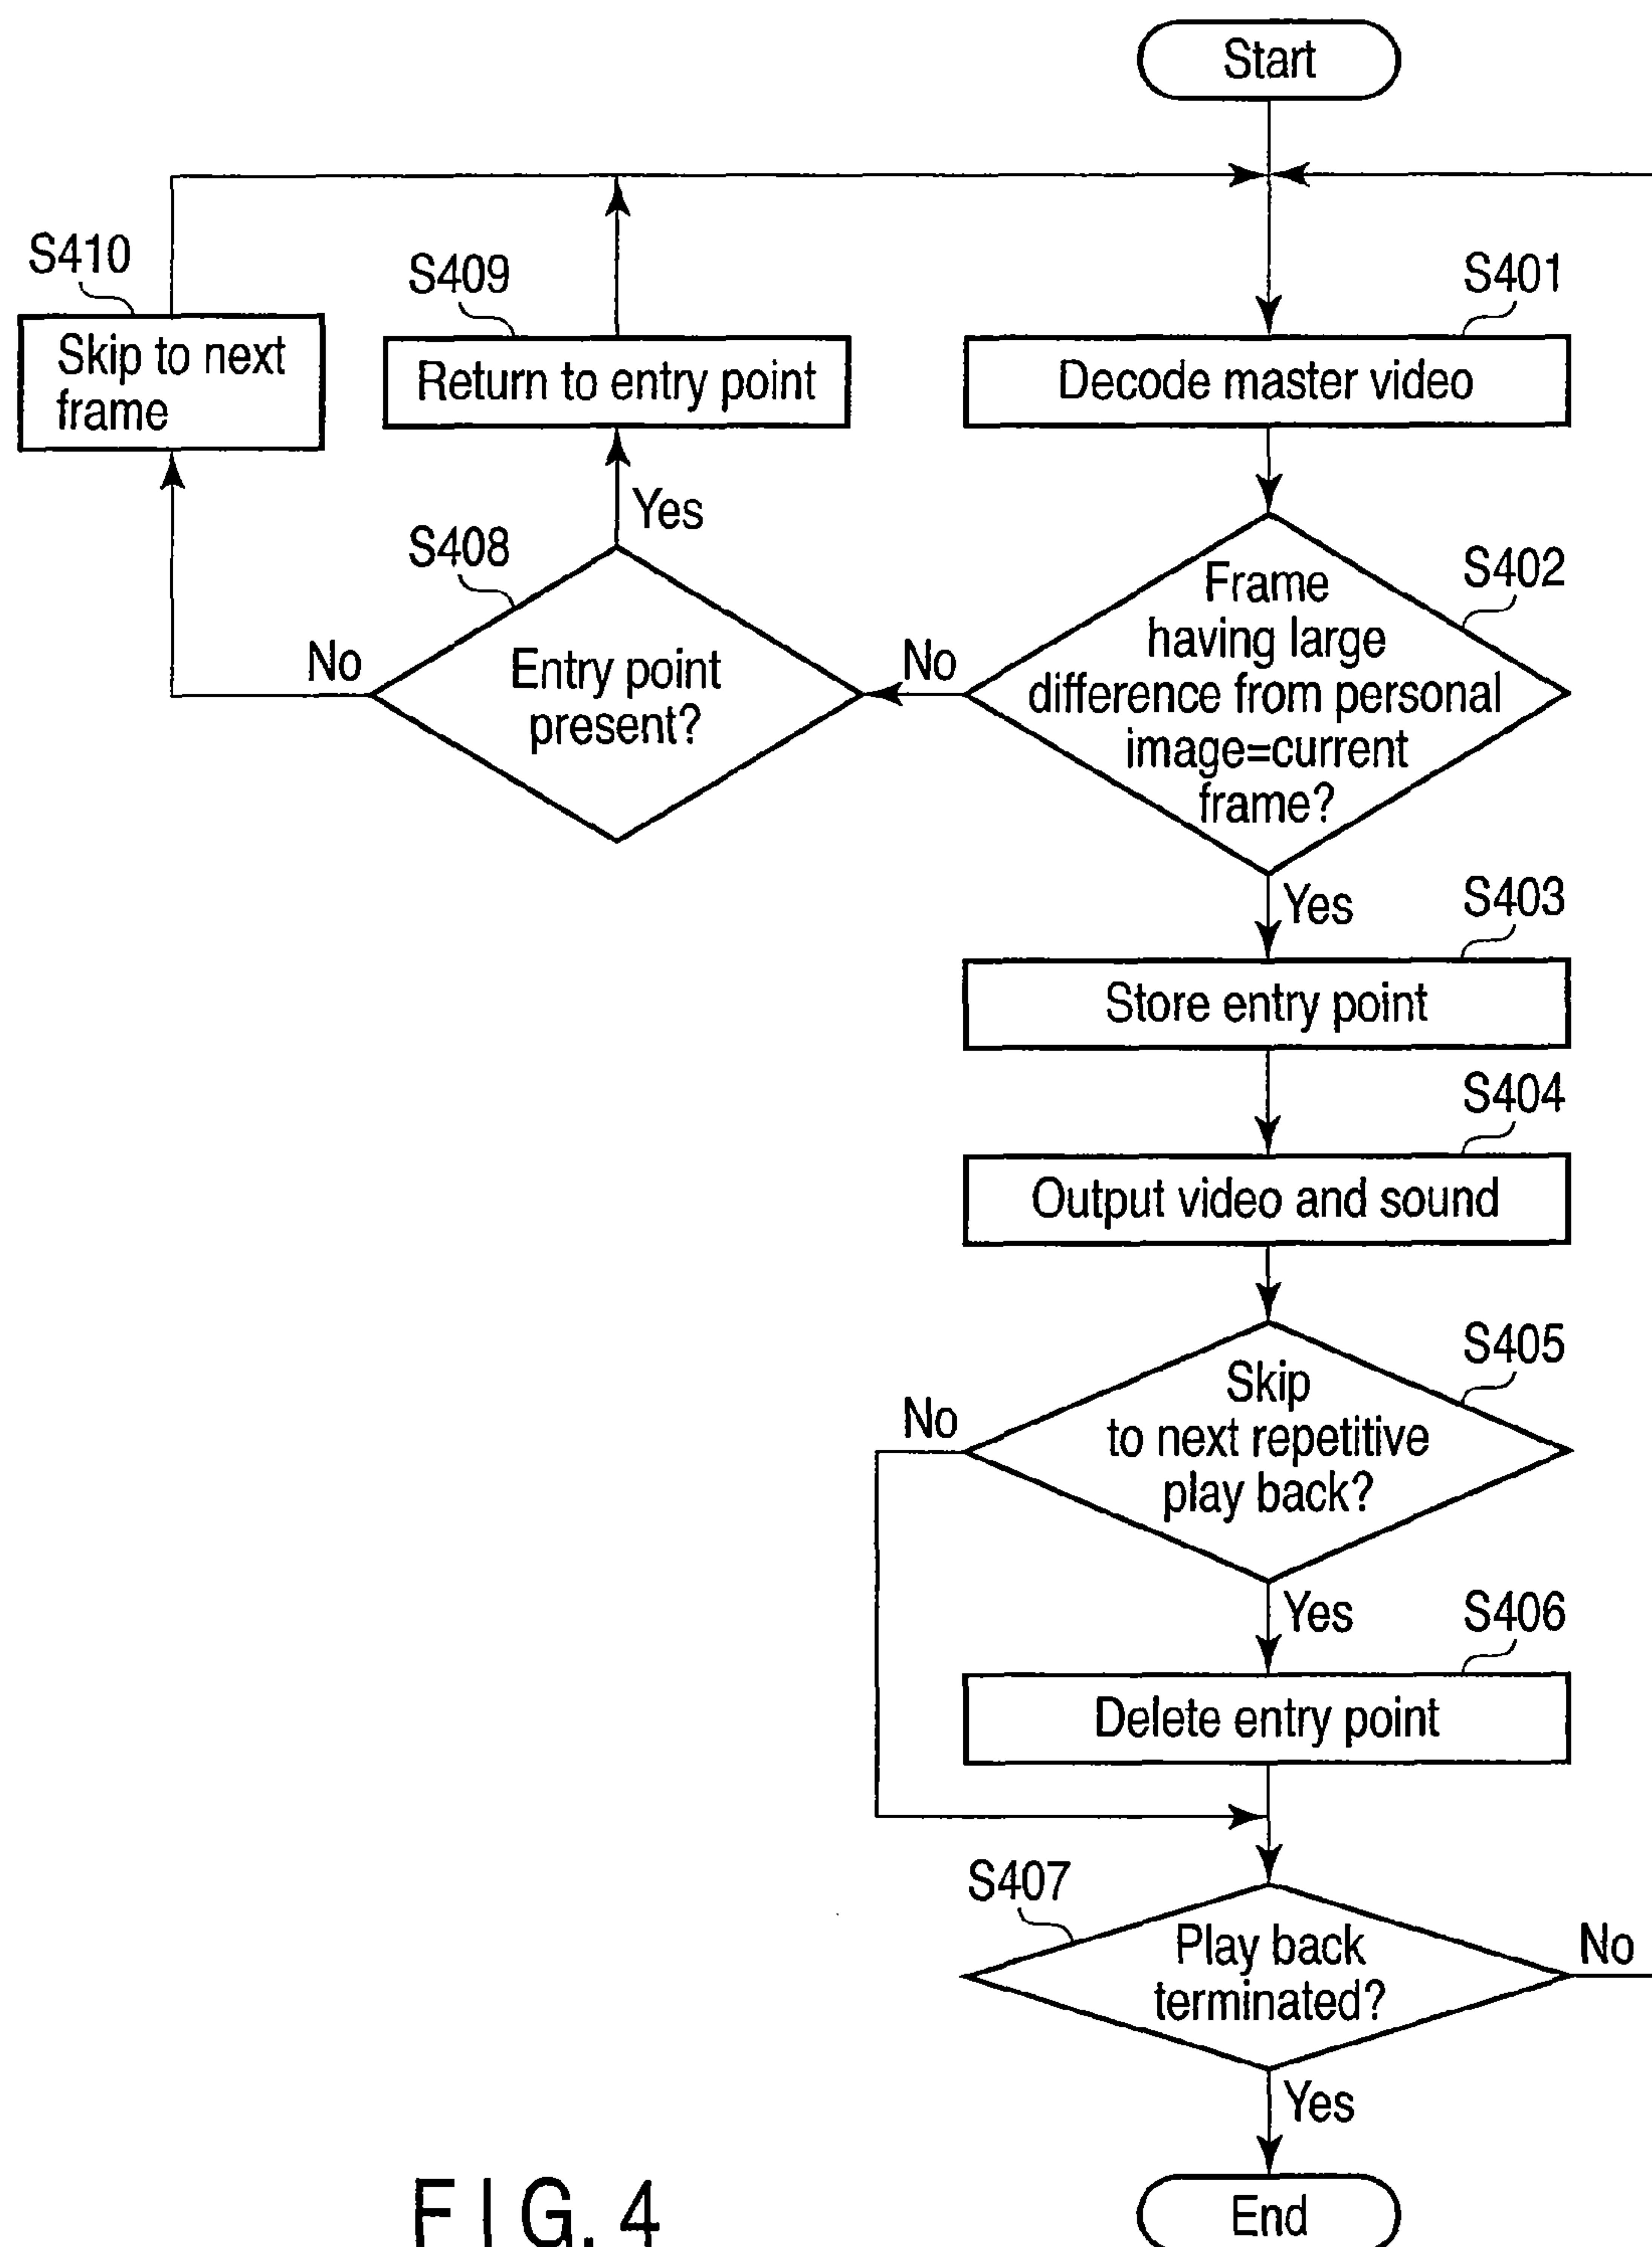 Start
S410
Skip to next
frame
S409
Return to entry point
S401
Decode master video
Yes
S408
Entry point
present?
No
No
S402
Frame
having large
difference from personal
image=current
frame?
Yes
S403
Store entry point
S404
Output video and sound
S405
Skip
to next repetitive
play back?
No
Yes
S406
Delete entry point
S407
Play back
terminated?
No
Yes
End
FIG. 4